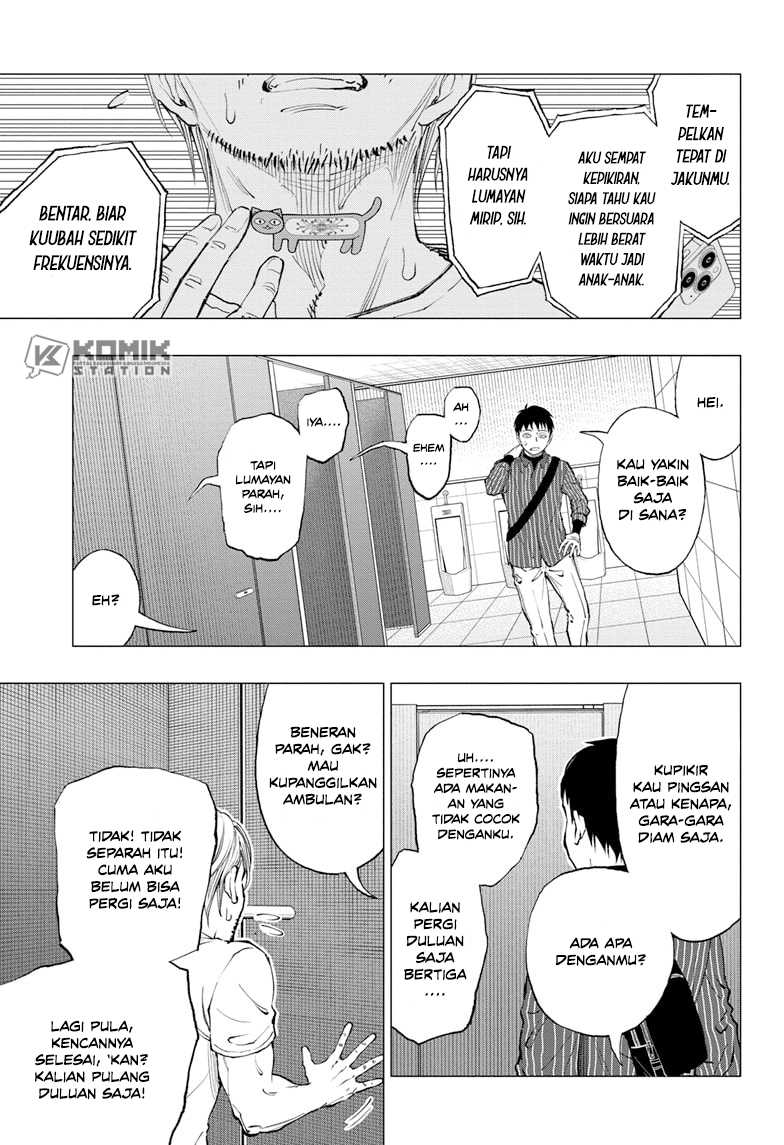 TEM-
PELKAN
TEPAT DI
JAKUNMU.
AKU SEMPAT
KEPIKIRAN,
SIAPA TAHU KAU
INGIN BERSUARA
LEBIH BERAT
WAKTU JADI
ANAK-ANAK.
TAPI
HARUSNYA
LUMAYAN
MIRIP, SIH.
BENTAR, BIAR
KUUBAH SEDIKIT
FREKUENSINYA.
KOMIK
STATION
HEI.
KAU YAKIN
BAIK-BAIK
SAJA
DI SANA?
AH
....
EHEM
....
IYA....
TAPI
LUMAYAN
PARAH,
SIH....
EH?
KUPIKIR
KAU PINGSAN
ATAU KENAPA,
GARA-GARA
DIAM SAJA.
ADA APA
DENGANMU?
UH....
SEPERTINYA
ADA MAKAN-
AN YANG
TIDAK COCOK
DENGANKU.
KALIAN
PERGI
DULUAN
SAJA
BERTIGA
....
BENERAN
PARAH, GAK?
MAU
KUPANGGILKAN
AMBULAN?
TIDAK! TIDAK
SEPARAH ITU!
CUMA AKU
BELUM BISA
PERGI SAJA!
LAGI PULA,
KENCANNYA
SELESAI, 'KAN?
KALIAN PULANG
DULUAN SAJA!